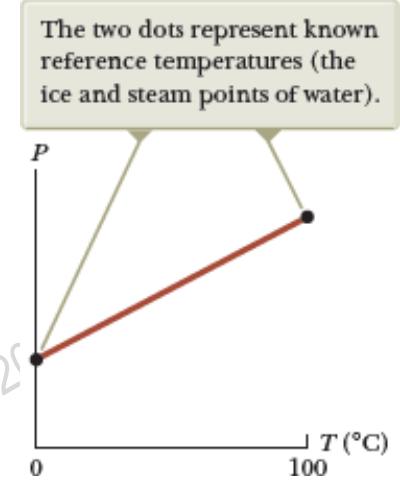 The two dots represent known
reference temperatures (the
ice and steam points of water).
P
T (°C)
0
100